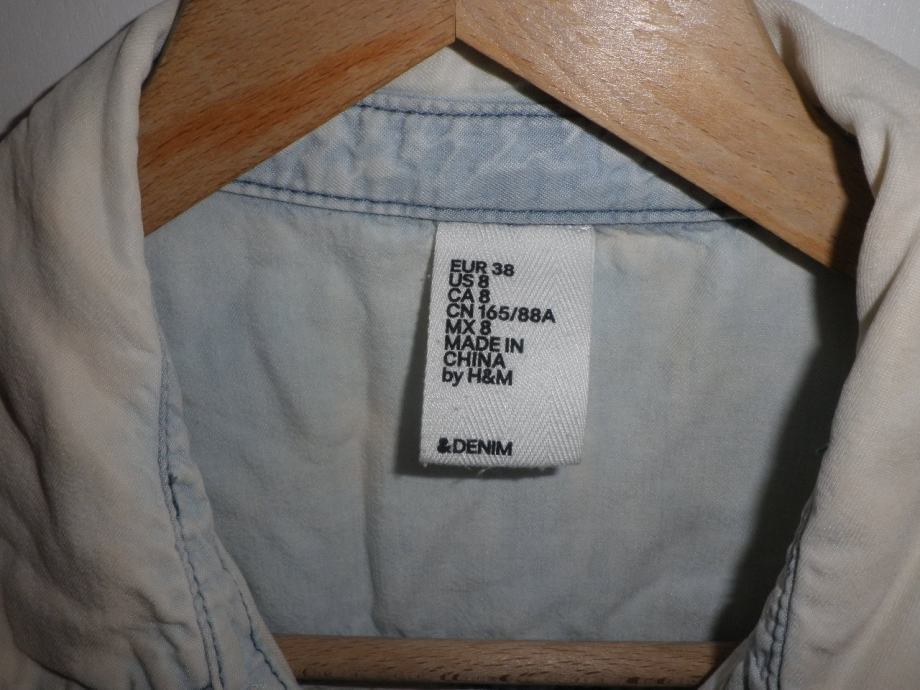 EUR 38
US 8
CA 8
CN 165/88A
MX 8
MADE IN
CHINA
by H&M
&DENIM